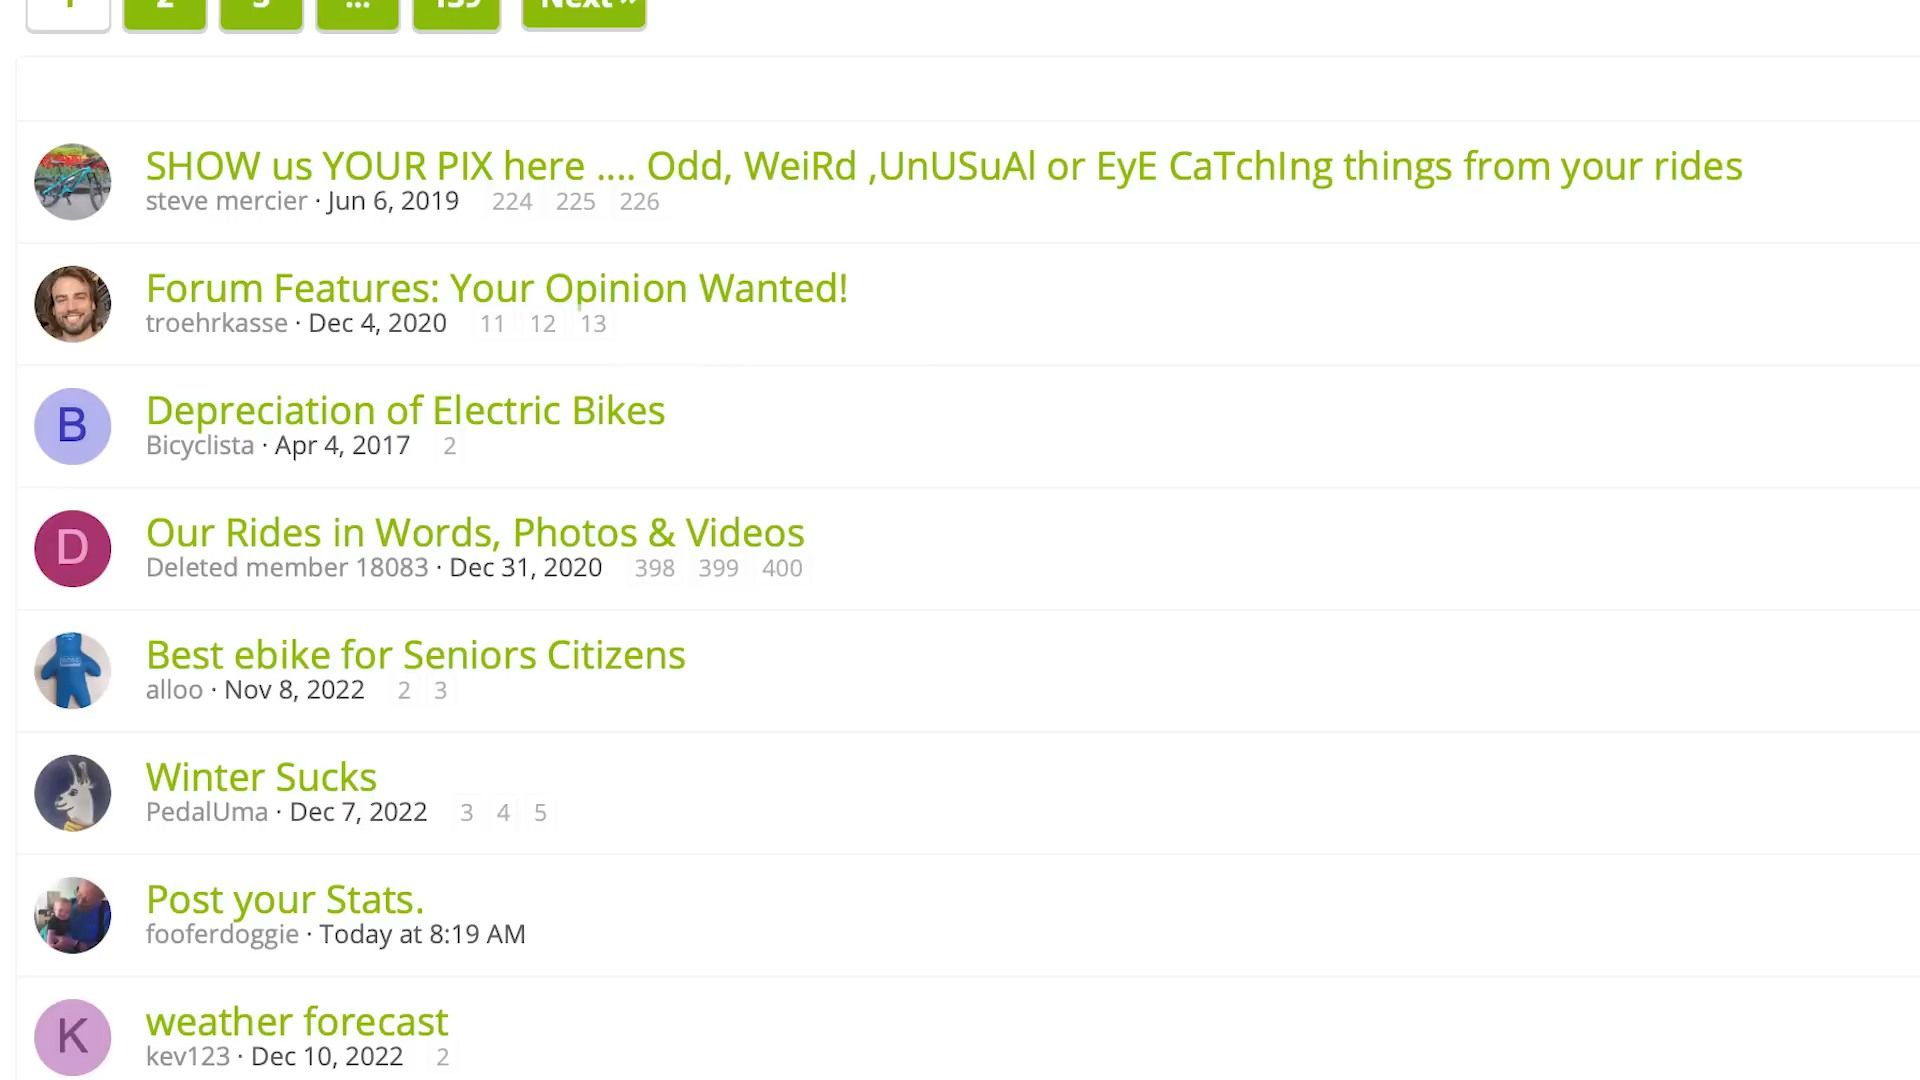 1 2 3 ... 139 Next »
SHOW us YOUR PIX here .... Odd, WeiRd ,UnUSuAl or EyE CaTchIng things from your rides
steve mercier · Jun 6, 2019 224 225 226
Forum Features: Your Opinion Wanted!
troehrkasse · Dec 4, 2020 11 12 13
B
Depreciation of Electric Bikes
Bicyclista · Apr 4, 2017 2
D
Our Rides in Words, Photos & Videos
Deleted member 18083 · Dec 31, 2020 398 399 400
Best ebike for Seniors Citizens
alloo · Nov 8, 2022 2 3
Winter Sucks
PedalUma · Dec 7, 2022 3 4 5
Post your Stats.
fooferdoggie · Today at 8:19 AM
K
weather forecast
kev123 · Dec 10, 2022 2